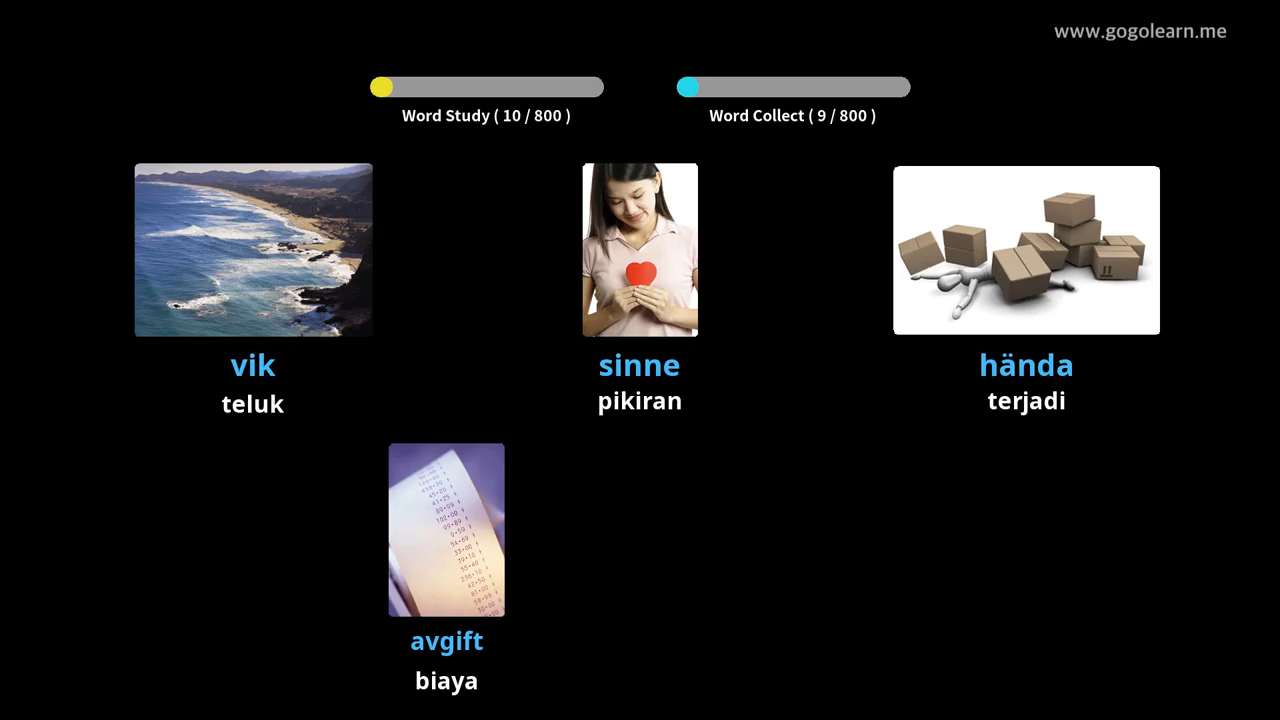 www.gogolearn.me
Word Study ( 10 / 800 )
Word Collect ( 9 / 800 )
vik
teluk
sinne
pikiran
hända
terjadi
avgift
biaya